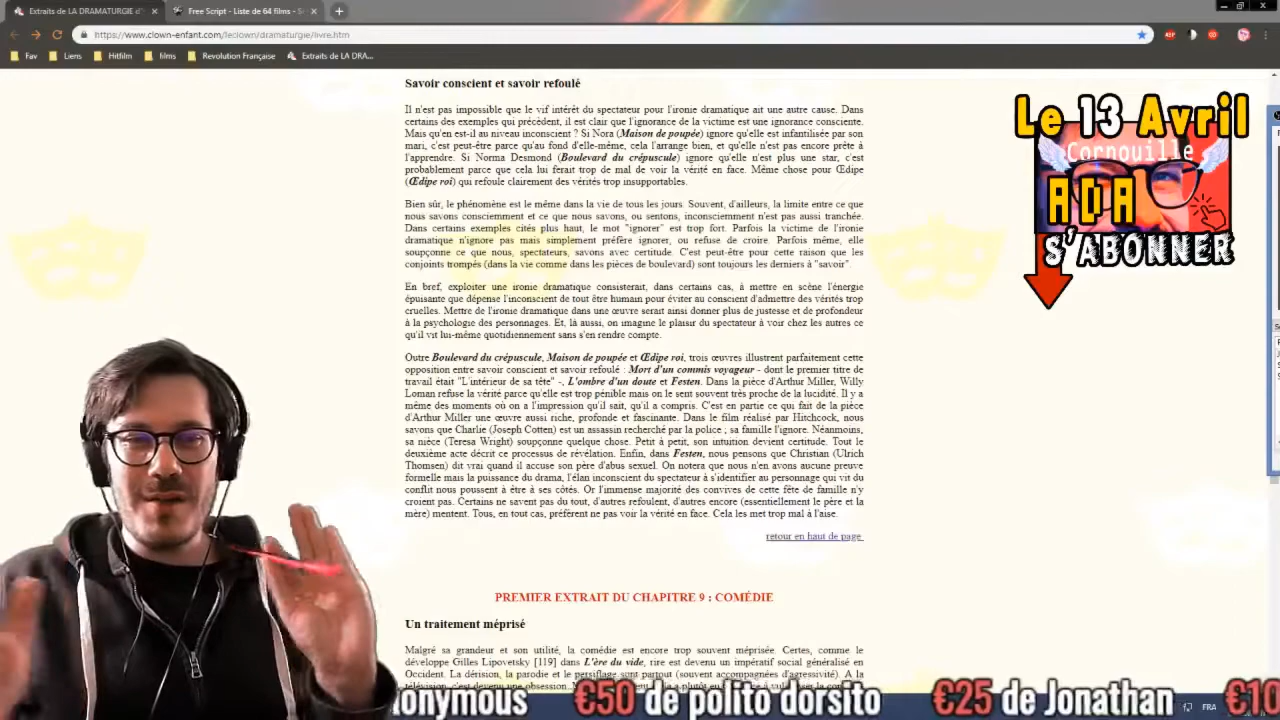 Extraits de LA DRAMATURGIE d'Y
Free Script - Liste de 64 films - S
https://www.clown-enfant.com/leclown/dramaturgie/livre.htm
Fav Liens Hitfilm films Revolution Française Extraits de LA DRA...
Savoir conscient et savoir refoulé
Il n'est pas impossible que le vif intérêt du spectateur pour l'ironie dramatique ait une autre cause. Dans
certains des exemples qui précèdent, il est clair que l'ignorance de la victime est une ignorance consciente.
Mais qu'en est-il au niveau inconscient ? Si Nora (Maison de poupée) ignore qu'elle est infantilisée par son
mari, c'est peut-être parce qu'au fond d'elle-même, cela l'arrange bien, et qu'elle n'est pas encore prête à
l'apprendre. Si Norma Desmond (Boulevard du crépuscule) ignore qu'elle n'est plus une star, c'est
probablement parce que cela lui ferait trop de mal de voir la vérité en face. Même chose pour Œdipe
(Œdipe roi) qui refoule clairement des vérités trop insupportables.
Bien sûr, le phénomène est le même dans la vie de tous les jours. Souvent, d'ailleurs, la limite entre ce que
nous savons consciemment et ce que nous savons, ou sentons, inconsciemment n'est pas aussi tranchée.
Dans certains exemples cités plus haut, le mot "ignorer" est trop fort. Parfois la victime de l'ironie
dramatique n'ignore pas mais simplement préfère ignorer, ou refuse de croire. Parfois même, elle
soupçonne ce que nous, spectateurs, savons avec certitude. C'est peut-être pour cette raison que les
conjoints trompés (dans la vie comme dans les pièces de boulevard) sont toujours les derniers à "savoir".
En bref, exploiter une ironie dramatique consisterait, dans certains cas, à mettre en scène l'énergie
épuisante que dépense l'inconscient de tout être humain pour éviter au conscient d'admettre des vérités trop
cruelles. Mettre de l'ironie dramatique dans une œuvre serait ainsi donner plus de justesse et de profondeur
à la psychologie des personnages. Et, là aussi, on imagine le plaisir du spectateur à voir chez les autres ce
qu'il vit lui-même quotidiennement sans s'en rendre compte.
Outre Boulevard du crépuscule, Maison de poupée et Œdipe roi, trois œuvres illustrent parfaitement cette
opposition entre savoir conscient et savoir refoulé : Mort d'un commis voyageur - dont le premier titre de
travail était "L'intérieur de sa tête" -, L'ombre d'un doute et Festen. Dans la pièce d'Arthur Miller, Willy
Loman refuse la vérité parce qu'elle est trop pénible mais on le sent souvent très proche de la lucidité. Il y a
même des moments où on a l'impression qu'il sait, qu'il a compris. C'est en partie ce qui fait de la pièce
d'Arthur Miller une œuvre aussi riche, profonde et fascinante. Dans le film réalisé par Hitchcock, nous
savons que Charlie (Joseph Cotten) est un assassin recherché par la police ; sa famille l'ignore. Néanmoins,
sa nièce (Teresa Wright) soupçonne quelque chose. Petit à petit, son intuition devient certitude. Tout le
deuxième acte décrit ce processus de révélation. Enfin, dans Festen, nous pensons que Christian (Ulrich
Thomsen) dit vrai quand il accuse son père d'abus sexuel. On notera que nous n'en avons aucune preuve
formelle mais la puissance du drama, l'élan inconscient du spectateur à s'identifier au personnage qui vit du
conflit nous poussent à être à ses côtés. Or l'immense majorité des convives de cette fête de famille n'y
croient pas. Certains ne savent pas du tout, d'autres refoulent, d'autres encore (essentiellement le père et la
mère) mentent. Tous, en tout cas, préfèrent ne pas voir la vérité en face. Cela les met trop mal à l'aise.
retour en haut de page
PREMIER EXTRAIT DU CHAPITRE 9 : COMÉDIE
Un traitement méprisé
Malgré sa grandeur et son utilité, la comédie est encore trop souvent méprisée. Certes, comme le
développe Gilles Lipovetsky [119] dans L'ère du vide, rire est devenu un impératif social généralisé en
Occident. La dérision, la parodie et le persiflage sont partout (souvent accompagnées d'agressivité). A la
Le 13 Avril
Cornouille
ADA
S'ABONNER
onymous €50 de polito dorsito €25 de Jonathan €10
FRA